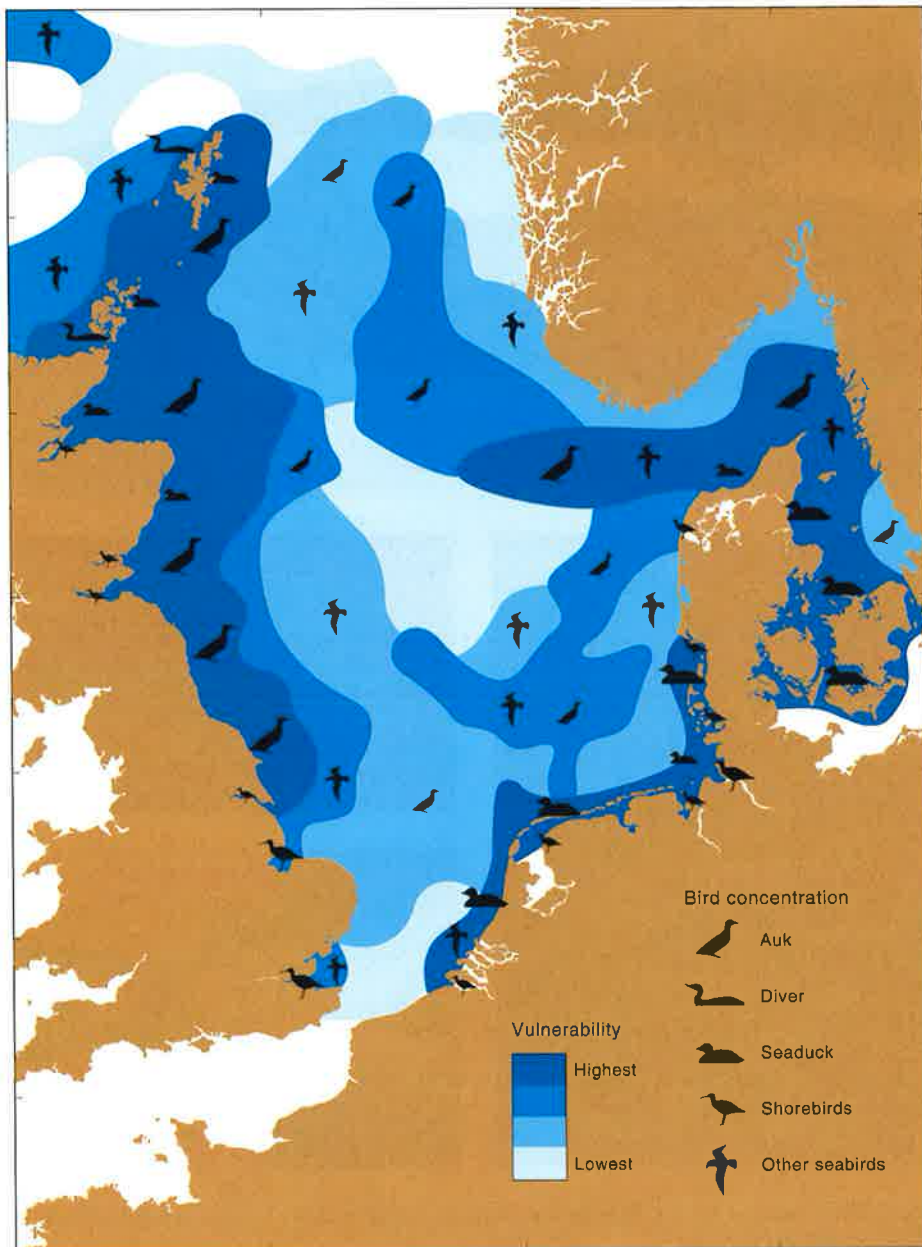 Bird concentration
Auk
Diver
Seaduck
Shorebirds
Other seabirds
Vulnerability
Highest
Lowest